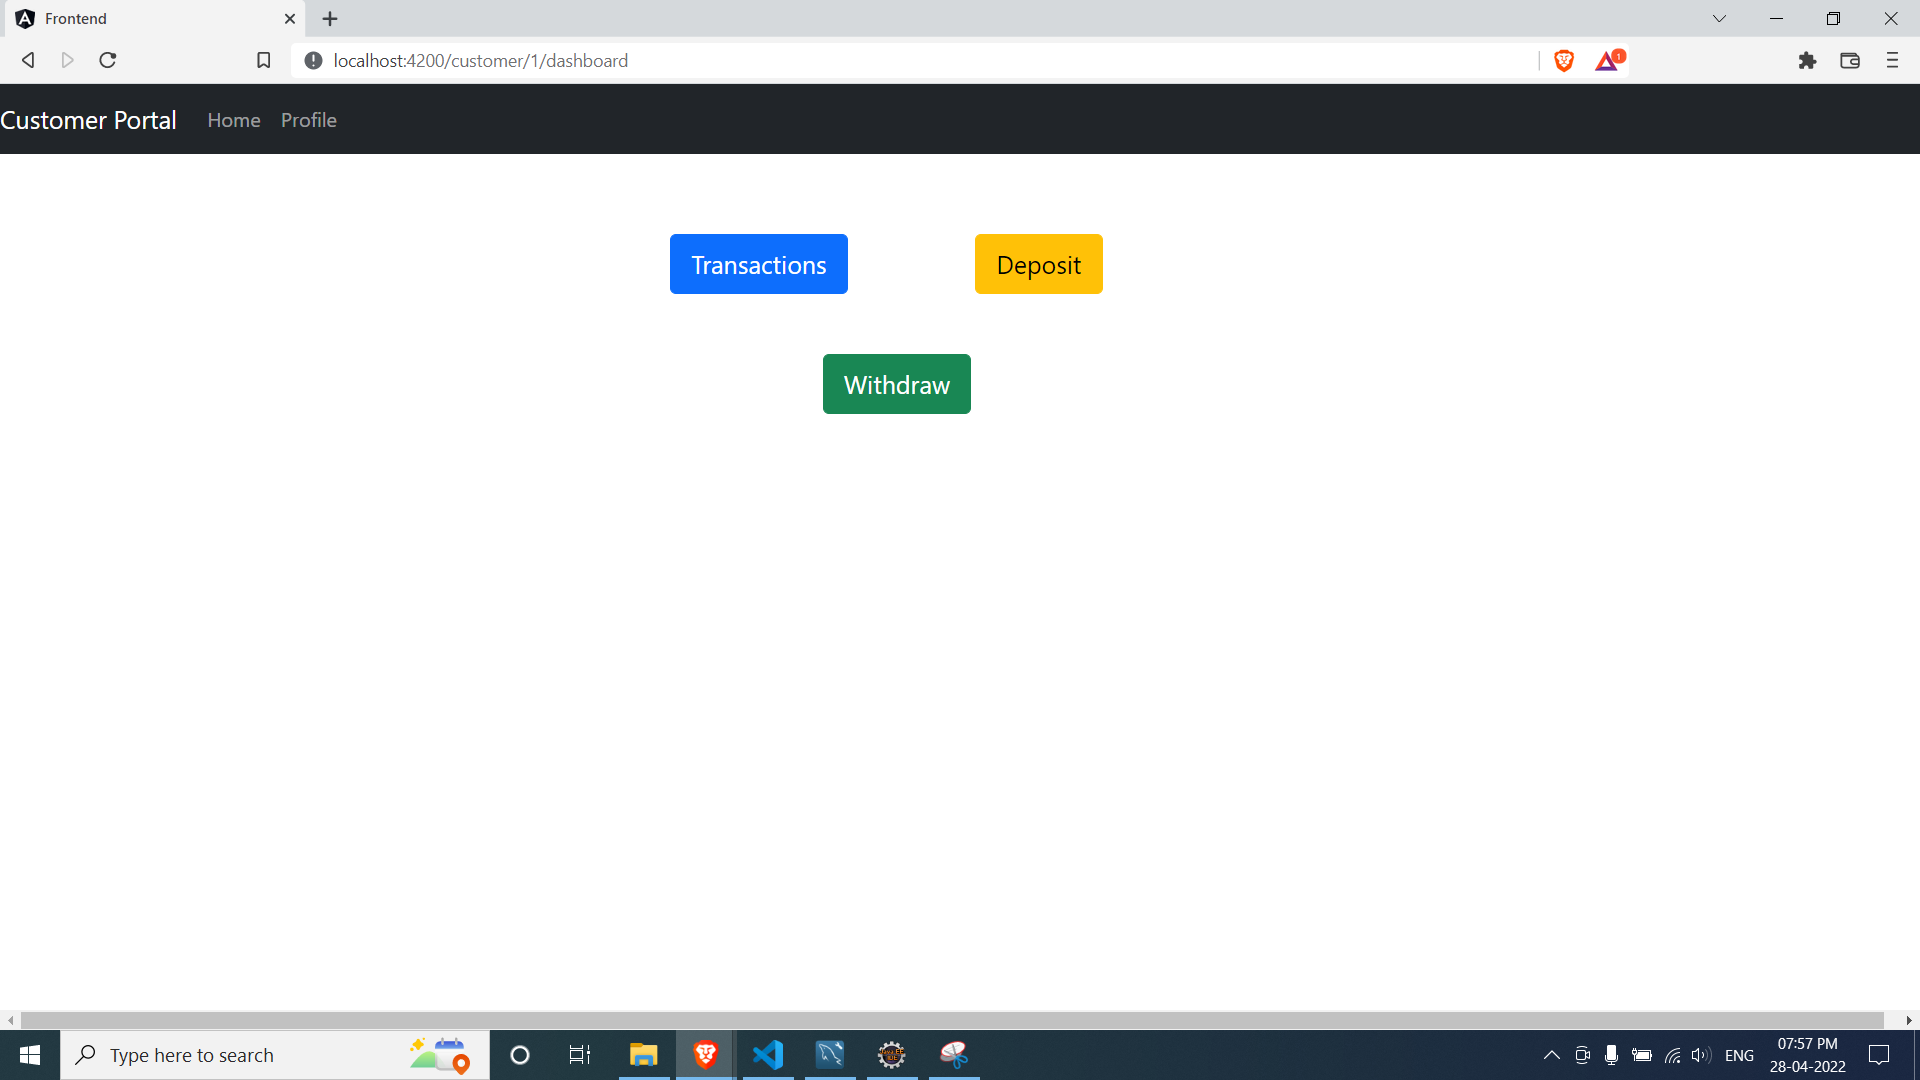 Frontend
localhost:4200/customer/1/dashboard
1
Customer Portal Home Profile
Transactions Deposit
Withdraw
Type here to search
ENG
07:57 PM
28-04-2022